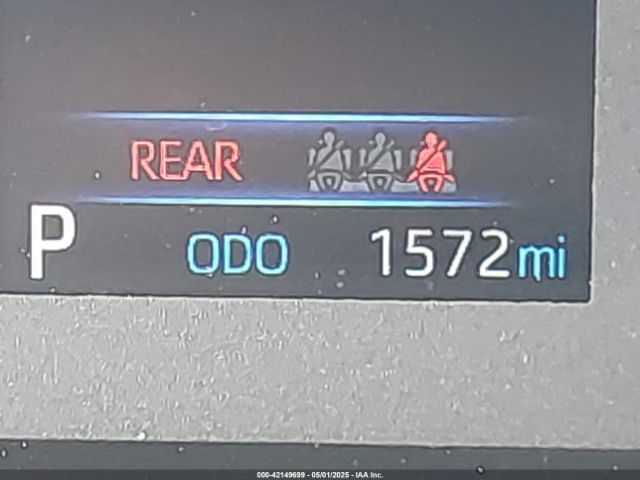 REAR
P ODO 1572mi
000-42149699 - 05/01/2025 - IAA Inc.